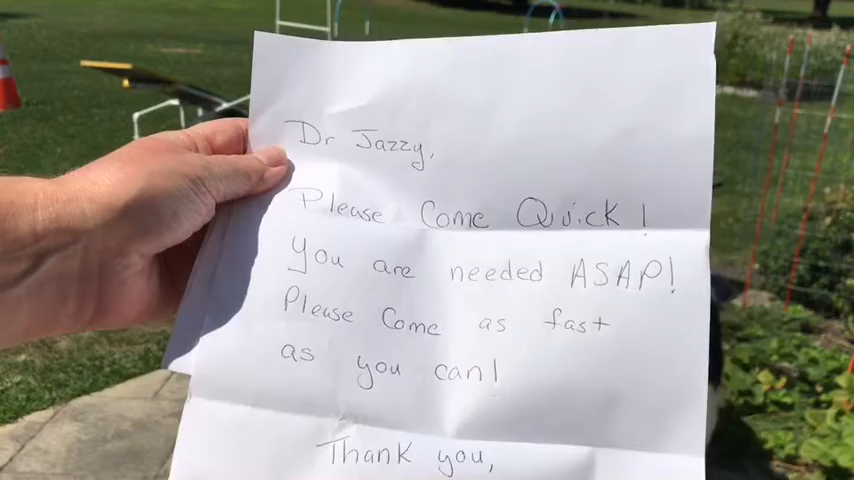 Dr Jazzy,
Please Come Quick!
You are needed ASAP!
Please Come as fast
as you can!
Thank you,